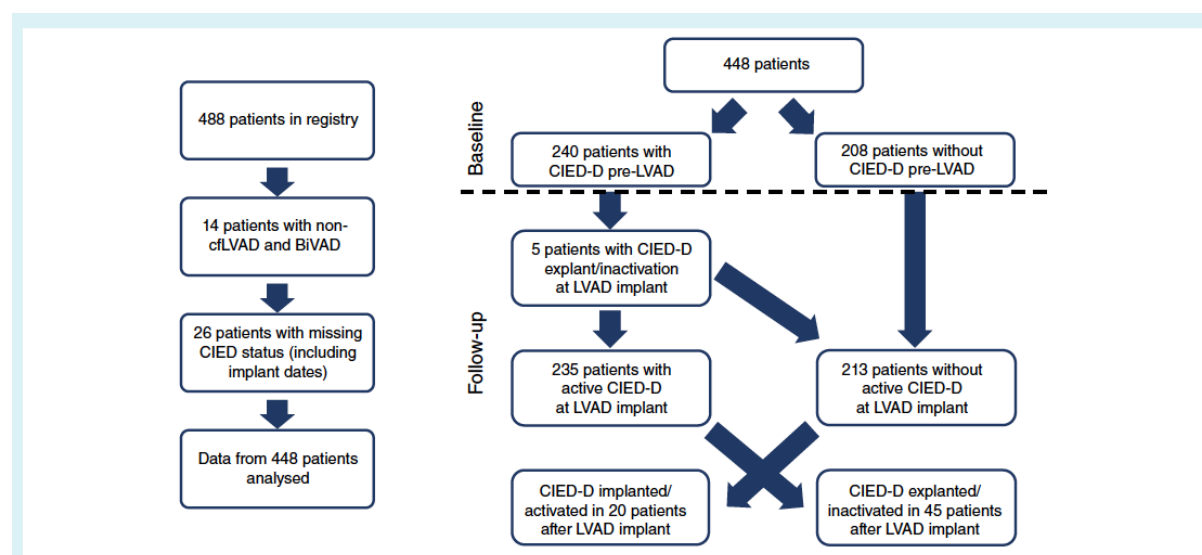 488 patients in registry
14 patients with non-
cfLVAD and BiVAD
26 patients with missing
CIED status (including
implant dates)
Data from 448 patients
analysed
448 patients
Baseline
240 patients with
CIED-D pre-LVAD
208 patients without
CIED-D pre-LVAD
Follow-up
5 patients with CIED-D
explant/inactivation
at LVAD implant
235 patients with
active CIED-D
at LVAD implant
213 patients without
active CIED-D
at LVAD implant
CIED-D implanted/
activated in 20 patients
after LVAD implant
CIED-D explanted/
inactivated in 45 patients
after LVAD implant